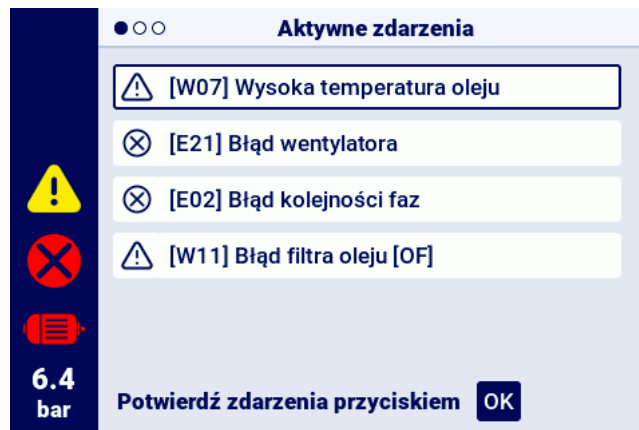 Aktywne zdarzenia
[W07] Wysoka temperatura oleju
[E21] Błąd wentylatora
[E02] Błąd kolejności faz
[W11] Błąd filtra oleju [OF]
6.4
bar
Potwierdź zdarzenia przyciskiem OK